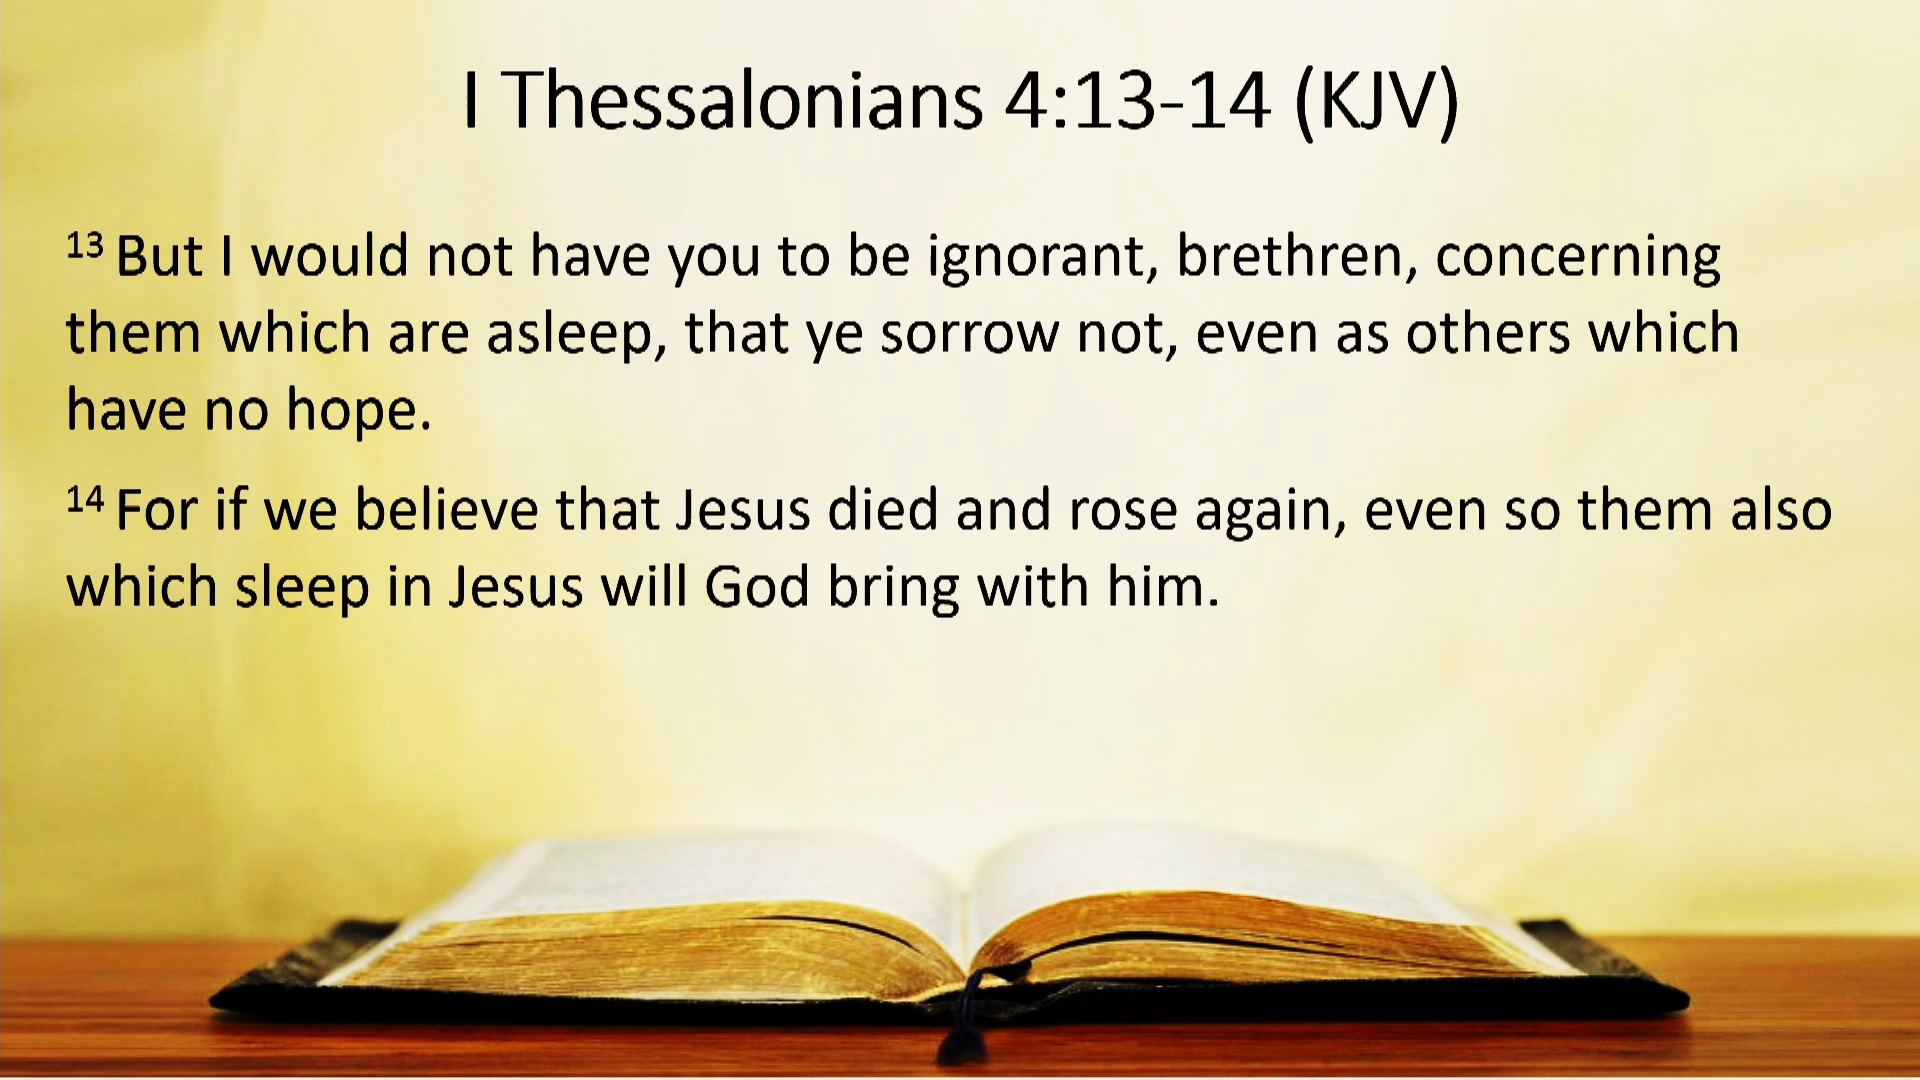 I Thessalonians 4:13-14 (KJV)
13 But I would not have you to be ignorant, brethren, concerning
them which are asleep, that ye sorrow not, even as others which
have no hope.
14 For if we believe that Jesus died and rose again, even so them also
which sleep in Jesus will God bring with him.